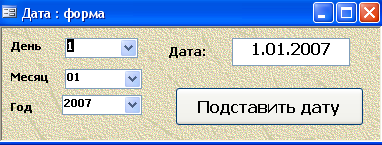 Дата : форма
День 1 Дата: 1.01.2007
Месяц 01
Год 2007
Подставить дату